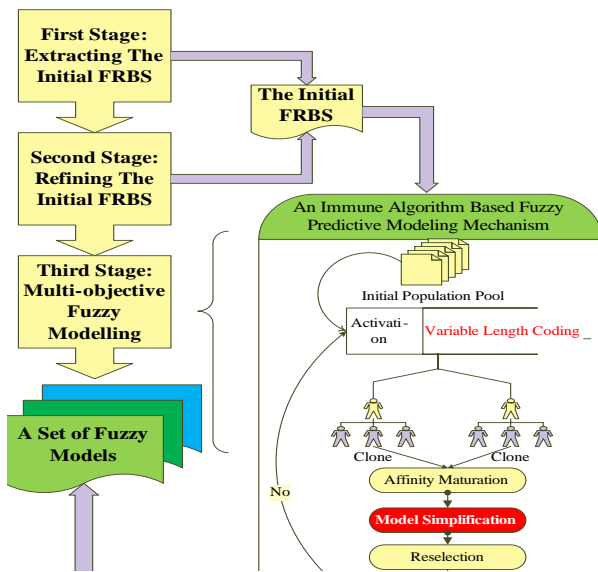 First Stage:
Extracting The
Initial FRBS
The Initial
FRBS
Second Stage:
Refining The
Initial FRBS
An Immune Algorithm Based Fuzzy
Predictive Modeling Mechanism
Third Stage:
Multi-objective
Fuzzy
Modelling
Initial Population Pool
Activati-
on
Variable Length Coding
A Set of Fuzzy
Models
Clone
Clone
Affinity Maturation
No
Model Simplification
Reselection